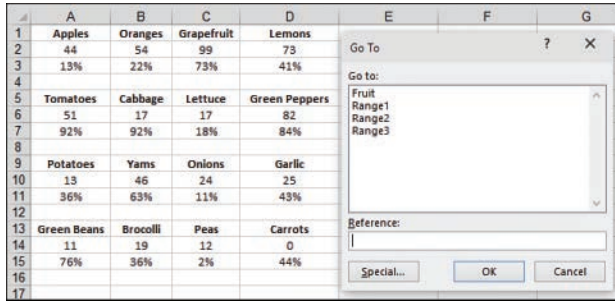 A B C D E F G
1 Apples Oranges Grapefruit Lemons
2 44 54 99 73
3 13% 22% 73% 41%
4
5 Tomatoes Cabbage Lettuce Green Peppers
6 51 17 17 82
7 92% 92% 18% 84%
8
9 Potatoes Yams Onions Garlic
10 13 46 24 25
11 36% 63% 11% 43%
12
13 Green Beans Brocolli Peas Carrots
14 11 19 12 0
15 76% 36% 2% 44%
16
17
Go To ? ×
Go to:
Fruit
Range1
Range2
Range3
Reference:
Special... OK Cancel